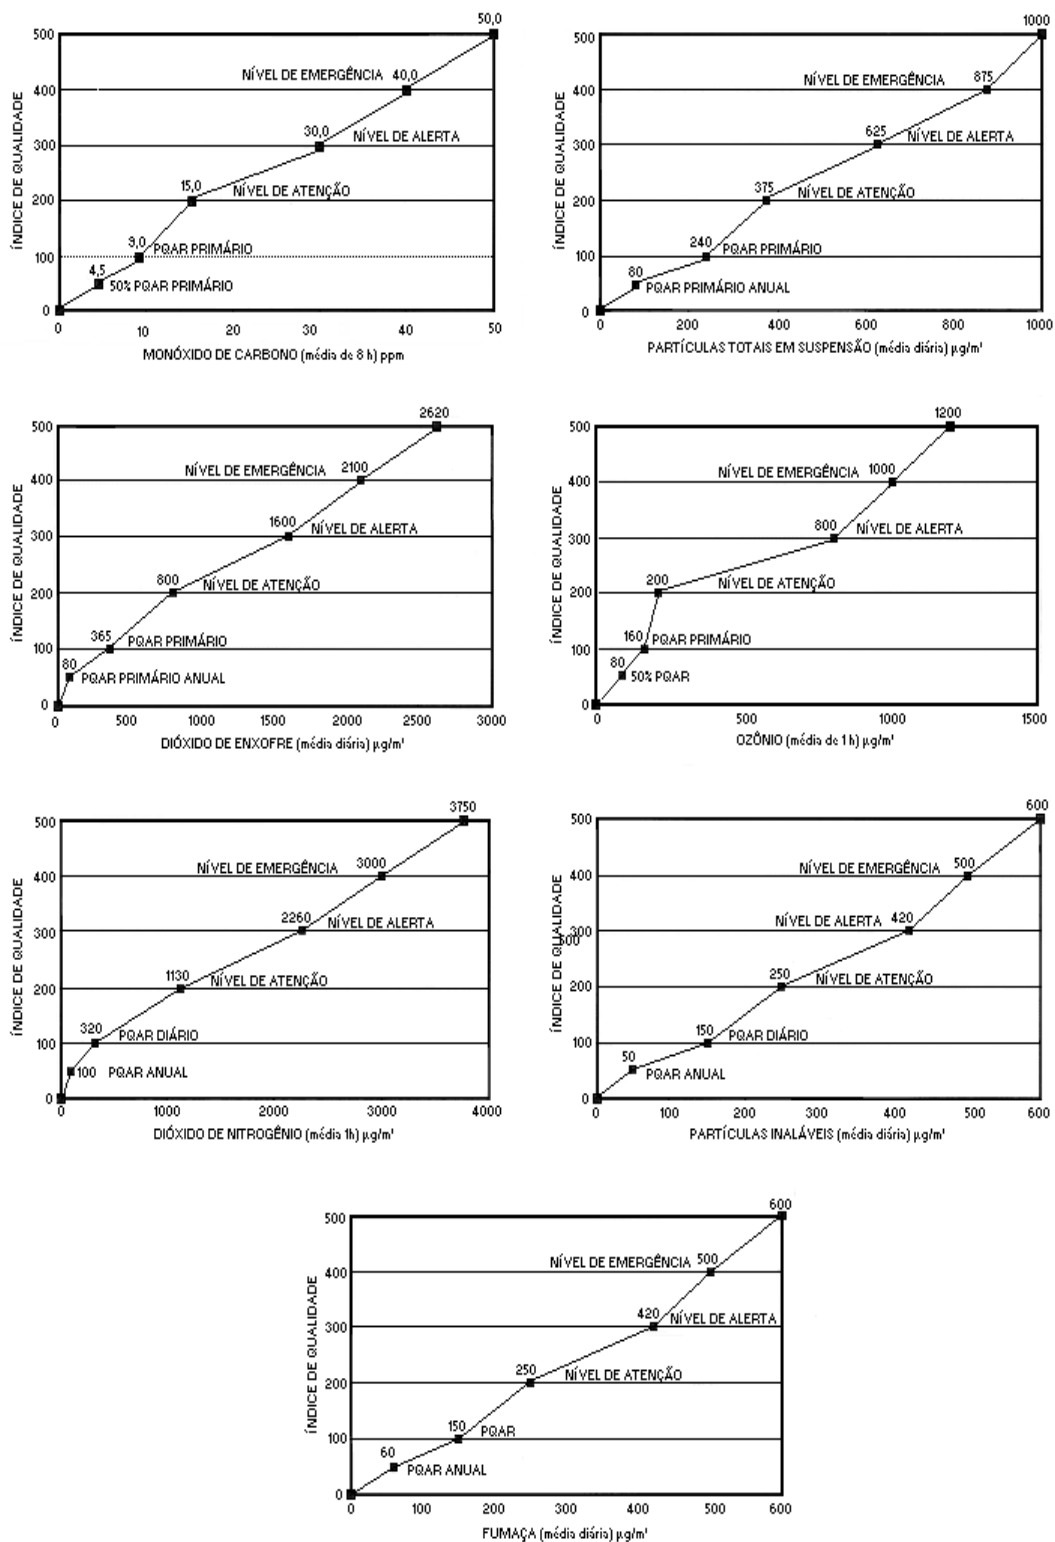 50,0
500
NÍVEL DE EMERGÊNCIA 40,0
400
30,0
NÍVEL DE ALERTA
300
15,0
NÍVEL DE ATENÇÃO
200
9,0
PQAR PRIMÁRIO
100
4,5
50% PQAR PRIMÁRIO
0
0 10 20 30 40 50
ÍNDICE DE QUALIDADE
MONÓXIDO DE CARBONO (média de 8 h) ppm
1000
500
NÍVEL DE EMERGÊNCIA 875
400
625
NÍVEL DE ALERTA
300
375
NÍVEL DE ATENÇÃO
200
240
PQAR PRIMÁRIO
100
80
PQAR PRIMÁRIO ANUAL
0
0 200 400 600 800 1000
ÍNDICE DE QUALIDADE
PARTÍCULAS TOTAIS EM SUSPENSÃO (média diária) µg/m³
2620
500
NÍVEL DE EMERGÊNCIA 2100
400
1600
NÍVEL DE ALERTA
300
800
NÍVEL DE ATENÇÃO
200
365
PQAR PRIMÁRIO
100
80
PQAR PRIMÁRIO ANUAL
0
0 500 1000 1500 2000 2500 3000
ÍNDICE DE QUALIDADE
DIÓXIDO DE ENXOFRE (média diária) µg/m³
1200
500
NÍVEL DE EMERGÊNCIA 1000
400
800
NÍVEL DE ALERTA
300
200
NÍVEL DE ATENÇÃO
200
160
PQAR PRIMÁRIO
100
80
50% PQAR
0
0 500 1000 1500
ÍNDICE DE QUALIDADE
OZÔNIO (média de 1 h) µg/m³
3750
500
NÍVEL DE EMERGÊNCIA 3000
400
2260
NÍVEL DE ALERTA
300
1130
NÍVEL DE ATENÇÃO
200
320
PQAR DIÁRIO
100
100 PQAR ANUAL
0
0 1000 2000 3000 4000
ÍNDICE DE QUALIDADE
DIÓXIDO DE NITROGÊNIO (média 1h) µg/m³
600
500
NÍVEL DE EMERGÊNCIA 500
400
NÍVEL DE ALERTA 420
300
500
250
NÍVEL DE ATENÇÃO
200
150
PQAR DIÁRIO
100
50
PQAR ANUAL
0
0 100 200 300 400 500 600
ÍNDICE DE QUALIDADE
PARTÍCULAS INALÁVEIS (média diária) µg/m³
600
500
NÍVEL DE EMERGÊNCIA 500
400
420
NÍVEL DE ALERTA
300
250
NÍVEL DE ATENÇÃO
200
150
PQAR
100
60
PQAR ANUAL
0
0 100 200 300 400 500 600
ÍNDICE DE QUALIDADE
FUMAÇA (média diária) µg/m³